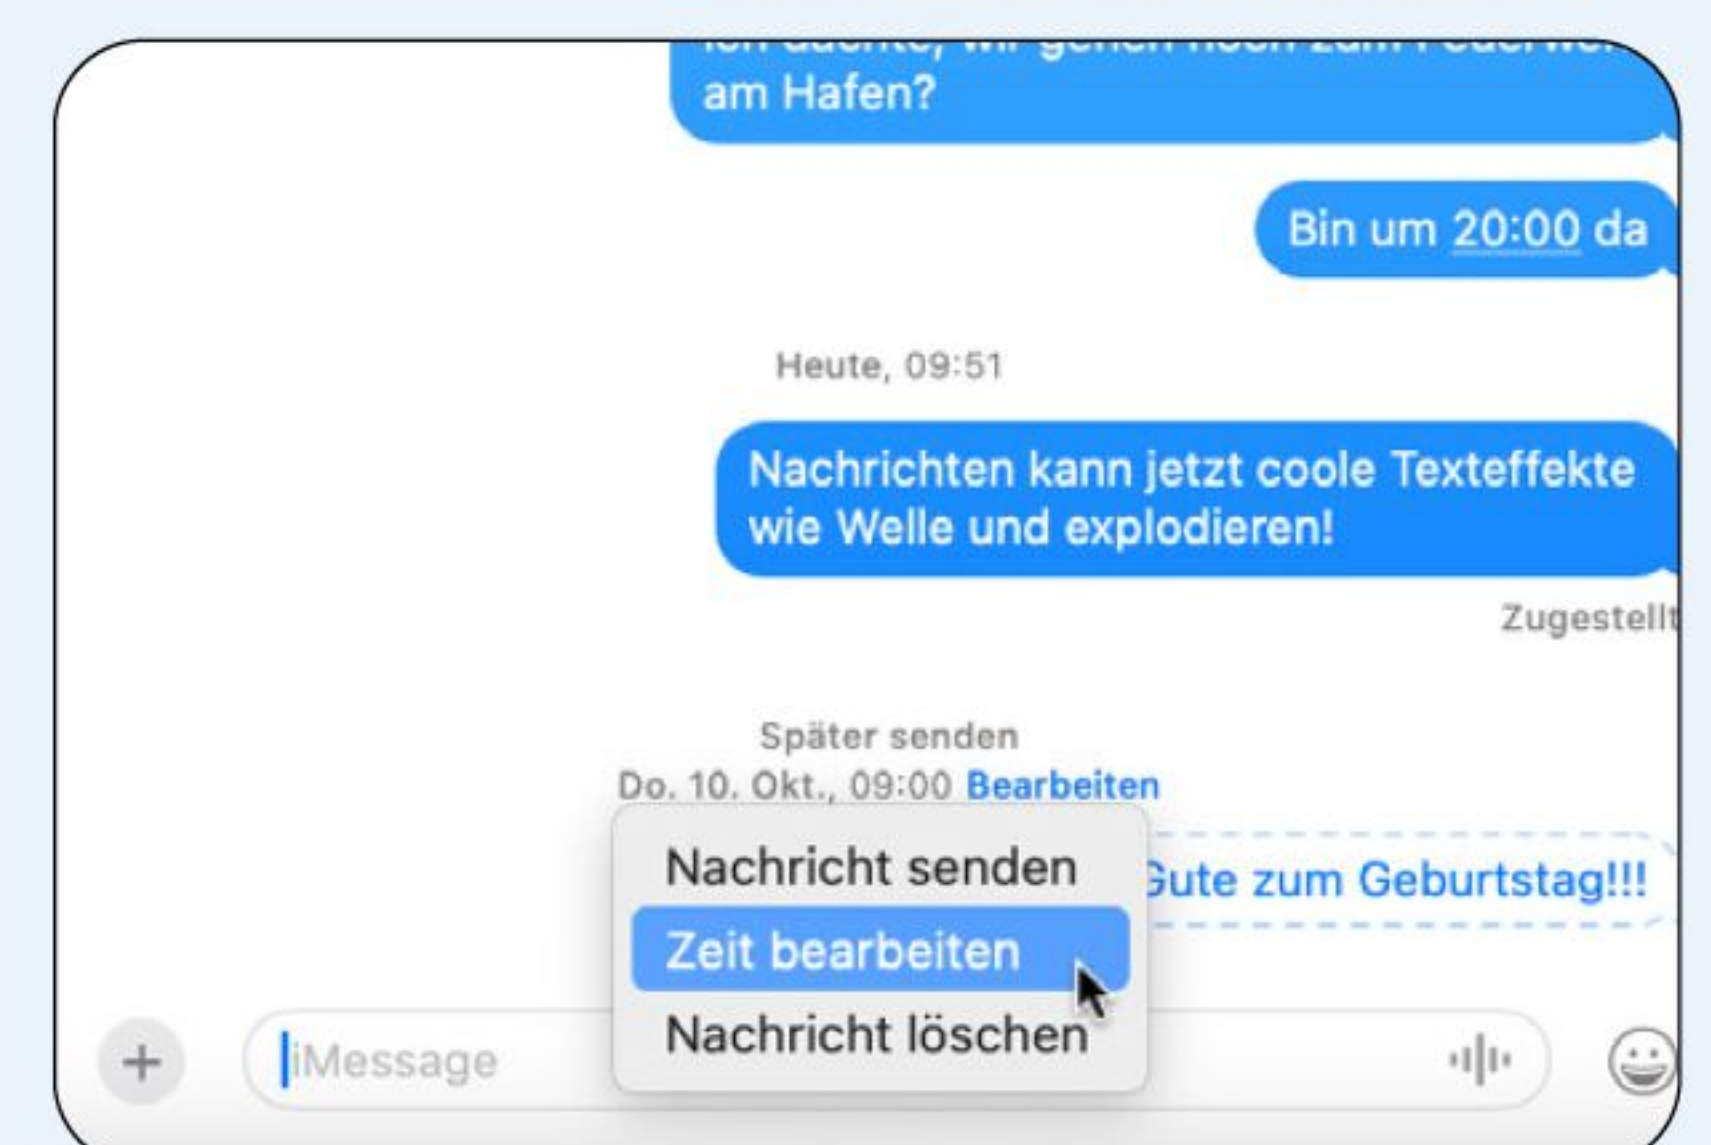 am Hafen?
Bin um 20:00 da
Heute, 09:51
Nachrichten kann jetzt coole Texteffekte
wie Welle und explodieren!
Zugestellt
Später senden
Do. 10. Okt., 09:00 Bearbeiten
Nachricht senden
zum Geburtstag!!!
Zeit bearbeiten
Nachricht löschen
iMessage